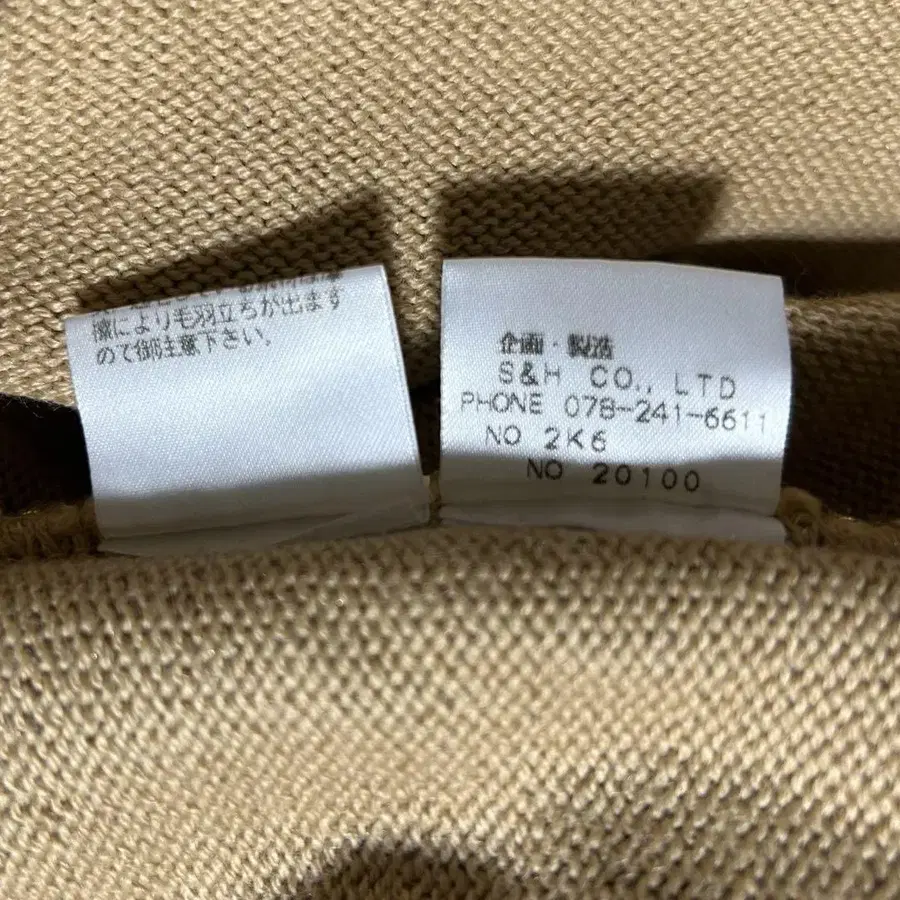 擦により毛羽立ちが出ます
ので御注意下さい。
企画・製造
S&H CO., LTD
PHONE 078-241-6611
NO 2K6
NO 20100